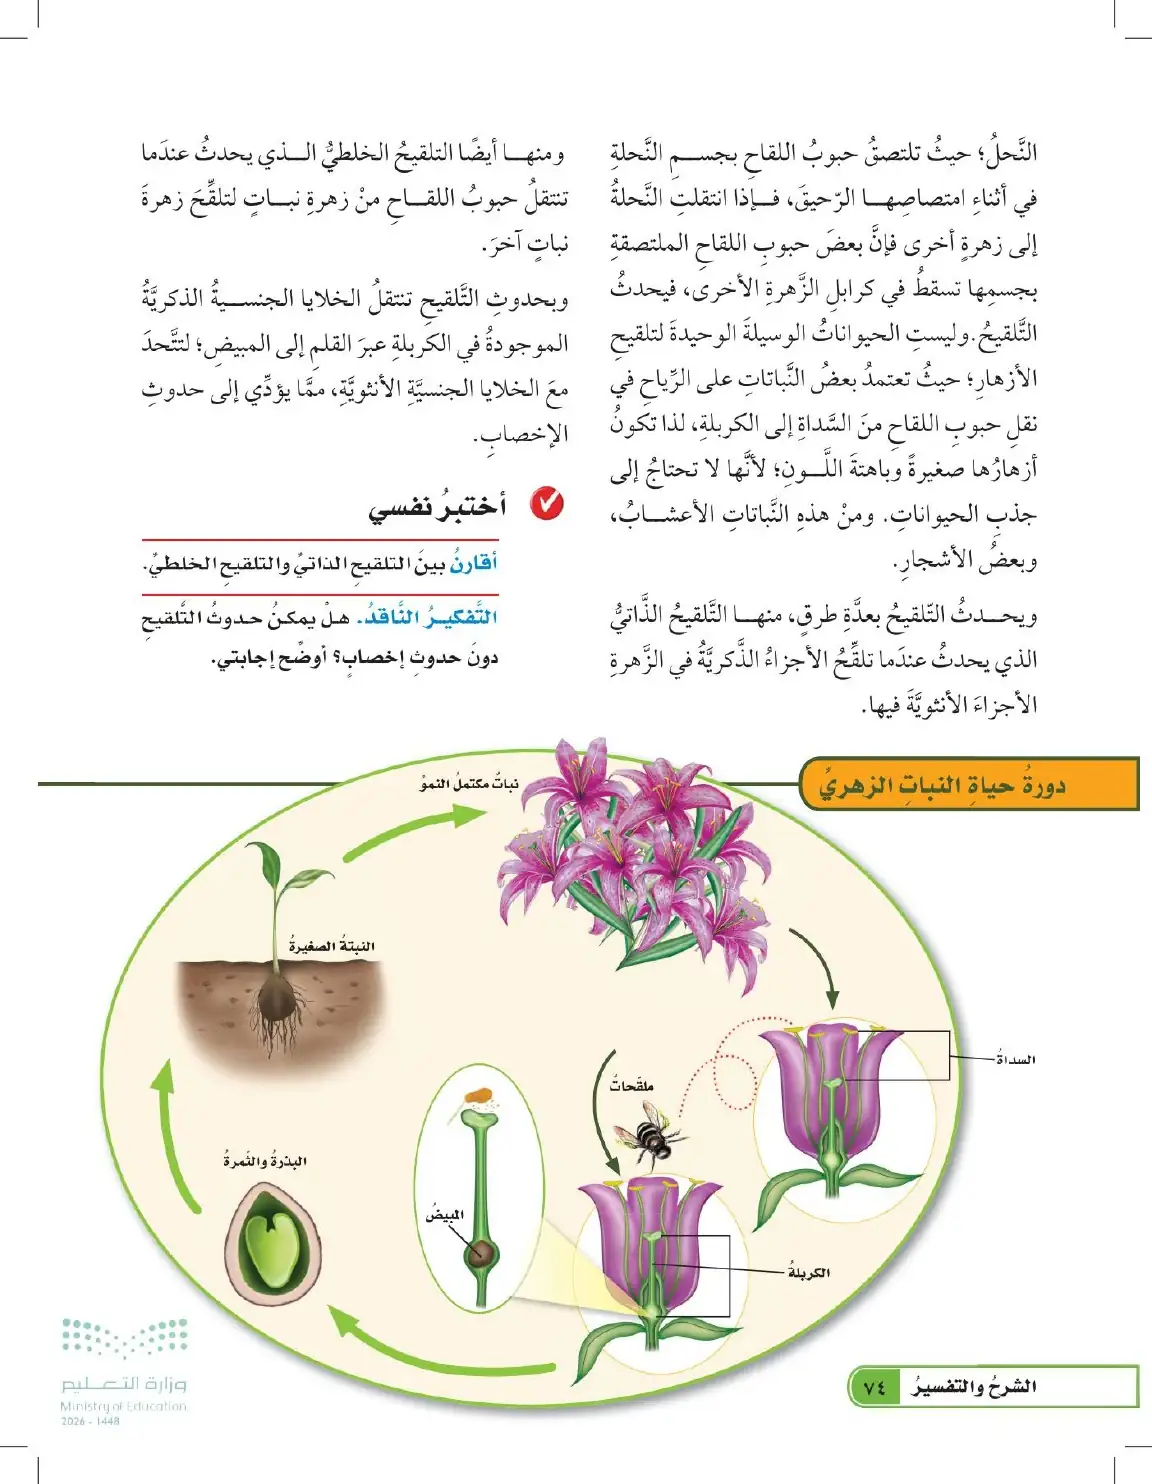 النَّحلُ؛ حيثُ تلتصقُ حبوبُ اللقاحِ بجسمِ النَّحلةِ
في أثناءِ امتصاصِها الرّحيقَ، فإذا انتقلتِ النَّحلةُ
إلى زهرةٍ أخرى فإنَّ بعضَ حبوبِ اللقاحِ الملتصقةِ
بجسمِها تسقطُ في كرابلِ الزَّهرةِ الأخرى، فيحدثُ
التَّلقيحُ. وليستِ الحيواناتُ الوسيلةَ الوحيدةَ لتلقيحِ
الأزهارِ؛ حيثُ تعتمدُ بعضُ النَّباتاتِ على الرِّياحِ في
نقلِ حبوبِ اللقاحِ منَ السَّداةِ إلى الكربلةِ، لذا تكونُ
أزهارُها صغيرةً وباهتةَ اللَّونِ؛ لأنَّها لا تحتاجُ إلى
جذبِ الحيواناتِ. ومنْ هذهِ النَّباتاتِ الأعشابُ،
وبعضُ الأشجارِ.
ويحدثُ التّلقيحُ بعدَّةِ طرقٍ، منها التَّلقيحُ الذَّاتيُّ
الذي يحدثُ عندَما تلقِّحُ الأجزاءُ الذَّكريَّةُ في الزَّهرةِ
الأجزاءَ الأنثويَّةَ فيها.
ومنها أيضًا التلقيحُ الخلطيُّ الذي يحدثُ عندَما
تنتقلُ حبوبُ اللقاحِ منْ زهرةِ نباتٍ لتلقِّحَ زهرةَ
نباتٍ آخرَ.
وبحدوثِ التَّلقيحِ تنتقلُ الخلايا الجنسيةُ الذكريَّةُ
الموجودةُ في الكربلةِ عبرَ القلمِ إلى المبيضِ؛ لتتَّحدَ
معَ الخلايا الجنسيَّةِ الأنثويَّةِ، ممَّا يؤدِّي إلى حدوثِ
الإخصابِ.
أختبرُ نفسي
أقارنُ بينَ التلقيحِ الذاتيِّ والتلقيحِ الخلطيِّ.
التَّفكيرُ النَّاقدُ. هلْ يمكنُ حدوثُ التَّلقيحِ
دونَ حدوثِ إخصابٍ؟ أوضِّح إجابتي.
دورةُ حياةِ النباتِ الزهريِّ
نباتٌ مكتملُ النموِّ
النبتةُ الصغيرةُ
السداةُ
ملقّحاتٌ
البذرةُ والثّمرةُ
المبيضُ
الكربلةُ
وزارة التعليم
Ministry of Education
2026 - 1448
الشرحُ والتفسيرُ ٧٤